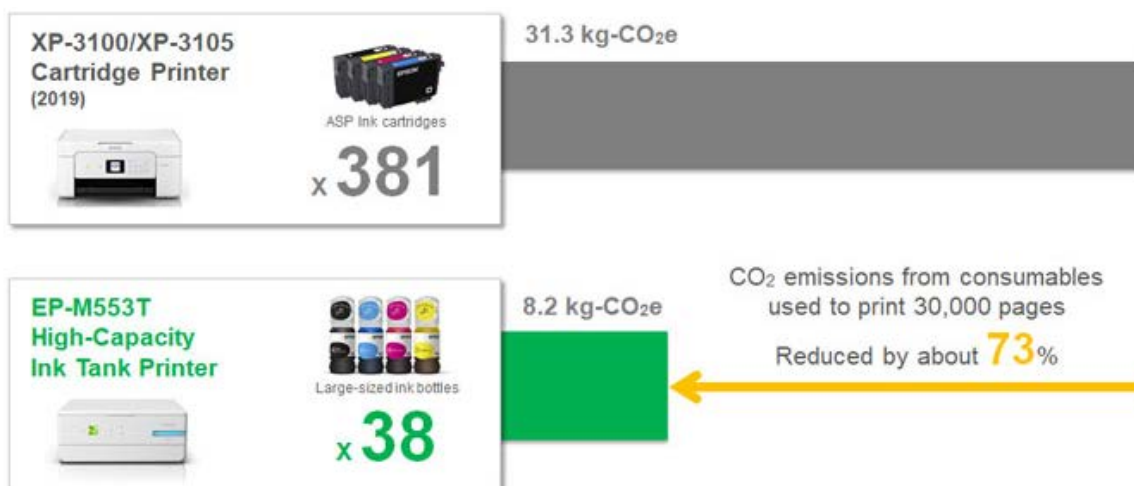 XP-3100/XP-3105
Cartridge Printer
(2019)
ASP Ink cartridges
x 381
31.3 kg-CO₂e
EP-M553T
High-Capacity
Ink Tank Printer
Large-sized ink bottles
x 38
8.2 kg-CO₂e
CO₂ emissions from consumables
used to print 30,000 pages
Reduced by about 73%